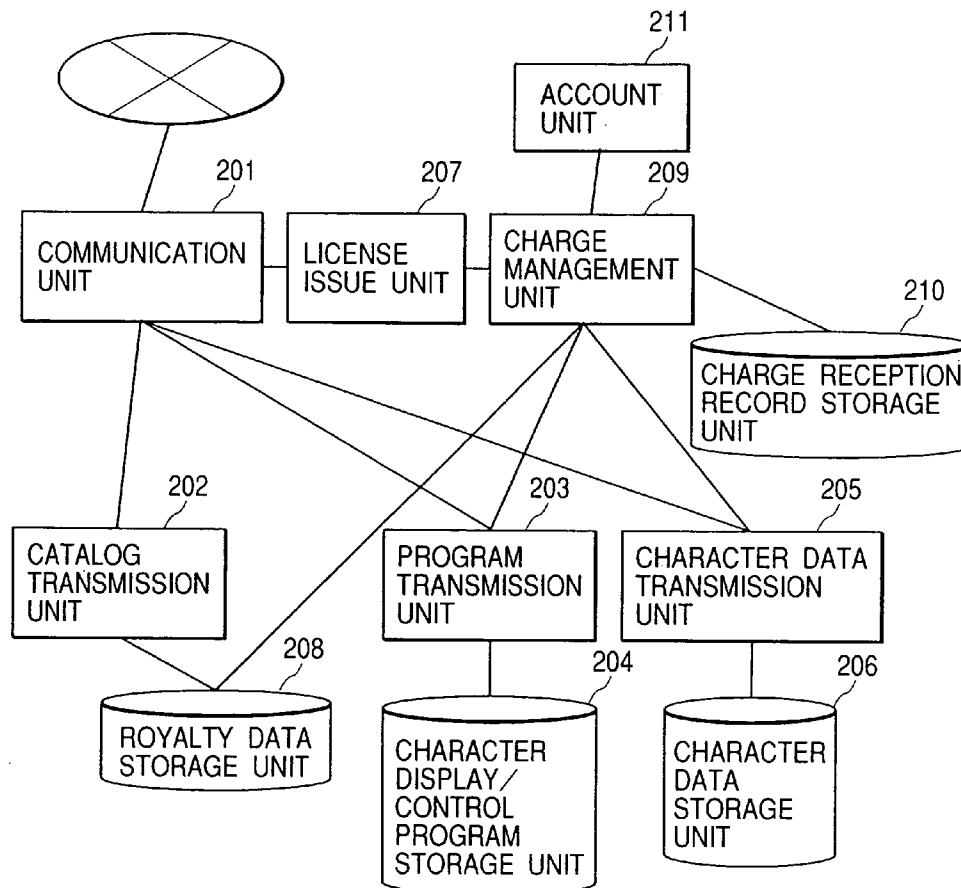 211
ACCOUNT
UNIT
201
COMMUNICATION
UNIT
207
LICENSE
ISSUE UNIT
209
CHARGE
MANAGEMENT
UNIT
210
CHARGE RECEPTION
RECORD STORAGE
UNIT
202
CATALOG
TRANSMISSION
UNIT
203
PROGRAM
TRANSMISSION
UNIT
205
CHARACTER DATA
TRANSMISSION
UNIT
208
ROYALTY DATA
STORAGE UNIT
204
CHARACTER
DISPLAY/
CONTROL
PROGRAM
STORAGE UNIT
206
CHARACTER
DATA
STORAGE
UNIT